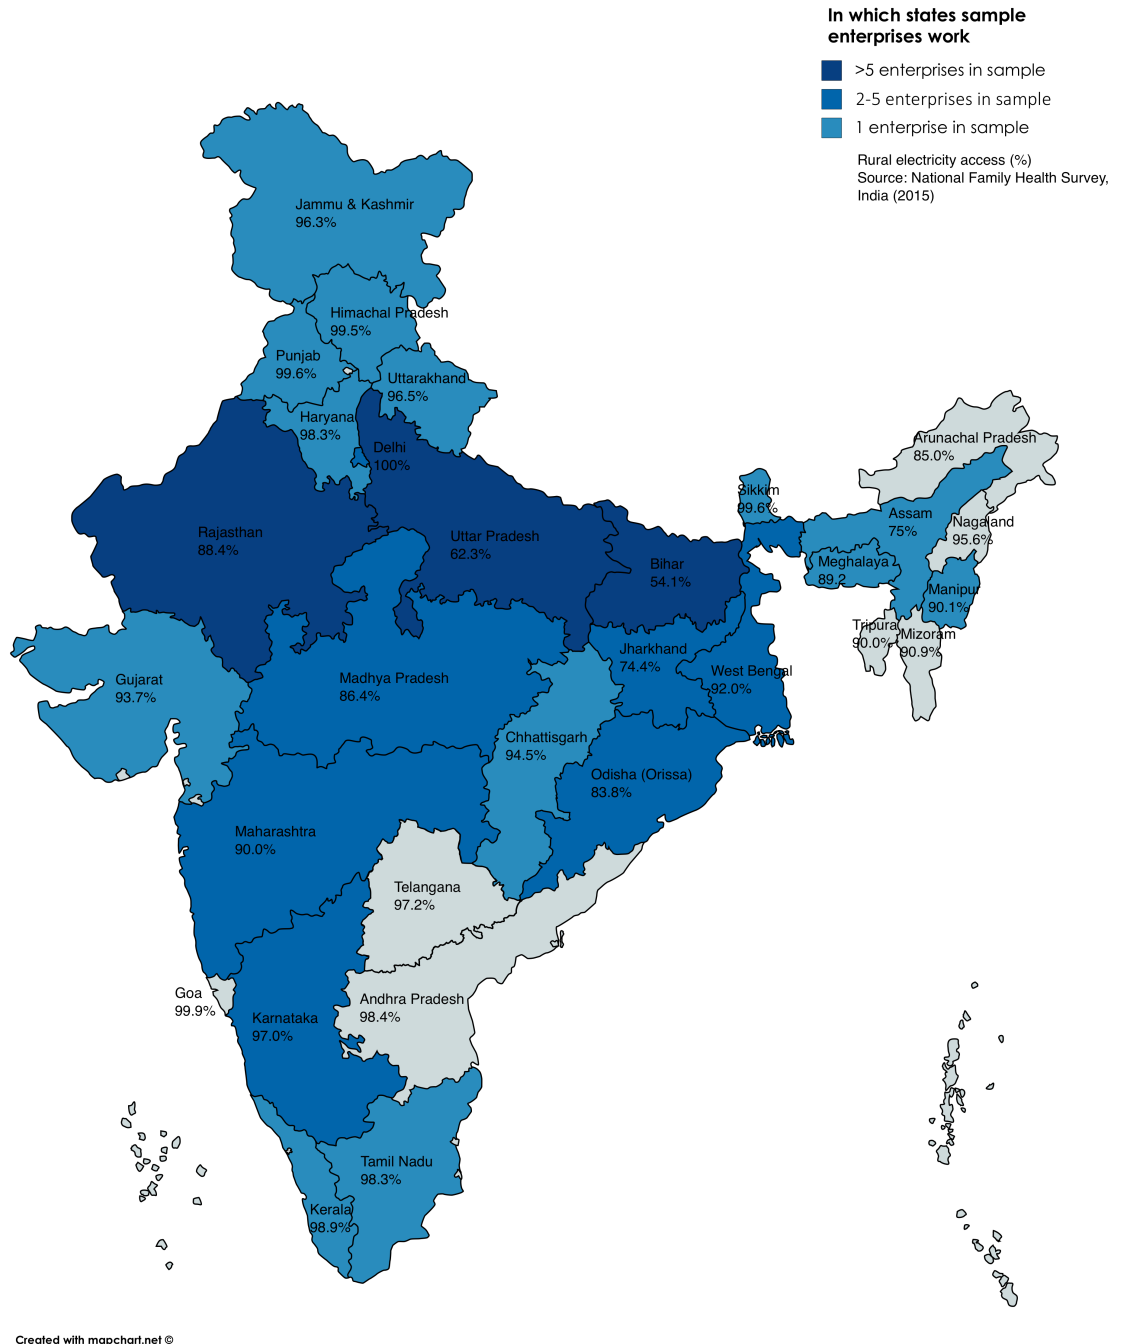 In which states sample
enterprises work
>5 enterprises in sample
2-5 enterprises in sample
1 enterprise in sample
Rural electricity access (%)
Source: National Family Health Survey,
India (2015)
Jammu & Kashmir
96.3%
Himachal Pradesh
99.5%
Punjab
99.6%
Uttarakhand
96.5%
Haryana
98.3%
Delhi
100%
Arunachal Pradesh
85.0%
Sikkim
99.6%
Assam
75%
Nagaland
95.6%
Rajasthan
88.4%
Uttar Pradesh
62.3%
Bihar
54.1%
Meghalaya
89.2
Manipur
90.1%
Tripura
90.0%
Mizoram
90.9%
Jharkhand
74.4%
West Bengal
92.0%
Gujarat
93.7%
Madhya Pradesh
86.4%
Chhattisgarh
94.5%
Odisha (Orissa)
83.8%
Maharashtra
90.0%
Telangana
97.2%
Goa
99.9%
Andhra Pradesh
98.4%
Karnataka
97.0%
Tamil Nadu
98.3%
Kerala
98.9%
Created with mapchart.net ©